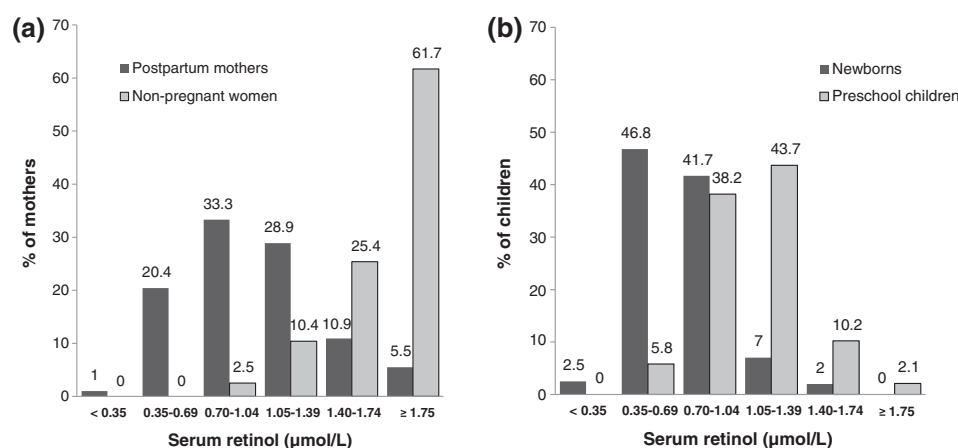 (a)
70
60
50
40
30
20
10
0
% of mothers
Postpartum mothers
Non-pregnant women
1 0
20.4 0
33.3 2.5
28.9 10.4
10.9 25.4
5.5 61.7
< 0.35 0.35-0.69 0.70-1.04 1.05-1.39 1.40-1.74 ≥ 1.75
Serum retinol (µmol/L)
(b)
70
60
50
40
30
20
10
0
% of children
Newborns
Preschool children
2.5 0
46.8 5.8
41.7 38.2
7 43.7
2 10.2
0 2.1
< 0.35 0.35-0.69 0.70-1.04 1.05-1.39 1.40-1.74 ≥ 1.75
Serum retinol (µmol/L)